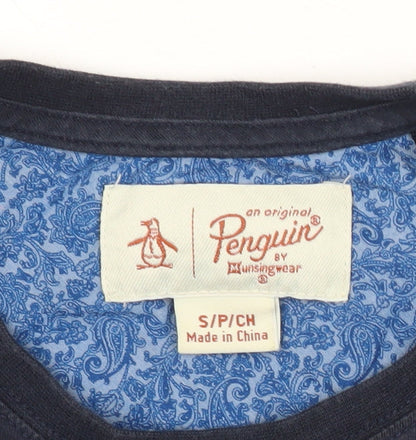 an original
Penguin®
BY
Munsingwear
®
S/P/CH
Made in China